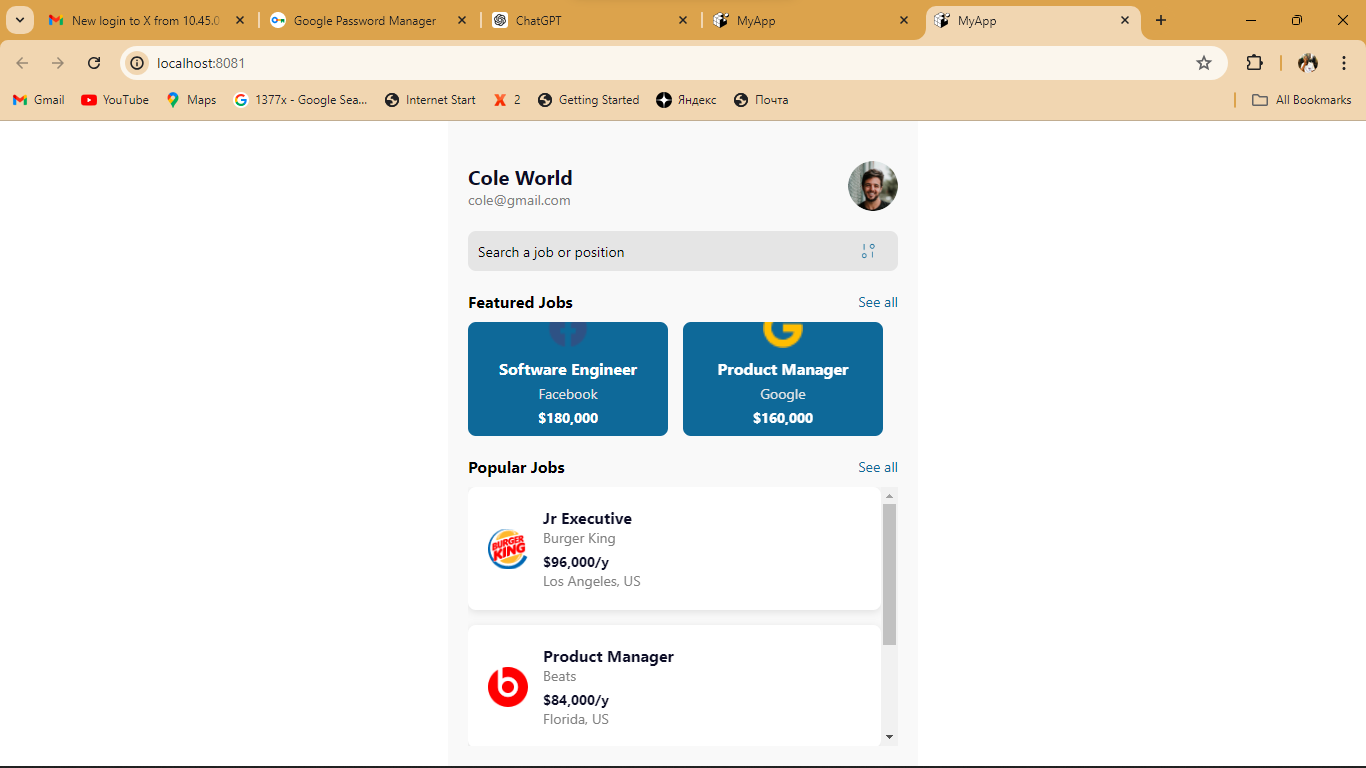 New login to X from 10.45.0
Google Password Manager
ChatGPT
MyApp
MyApp
localhost:8081
Gmail
YouTube
Maps
1377x - Google Sea...
Internet Start
2
Getting Started
Яндекс
Почта
All Bookmarks
Cole World
cole@gmail.com
Search a job or position
Featured Jobs
See all
Software Engineer
Facebook
$180,000
Product Manager
Google
$160,000
Popular Jobs
See all
BURGER
KING
Jr Executive
Burger King
$96,000/y
Los Angeles, US
Product Manager
Beats
$84,000/y
Florida, US